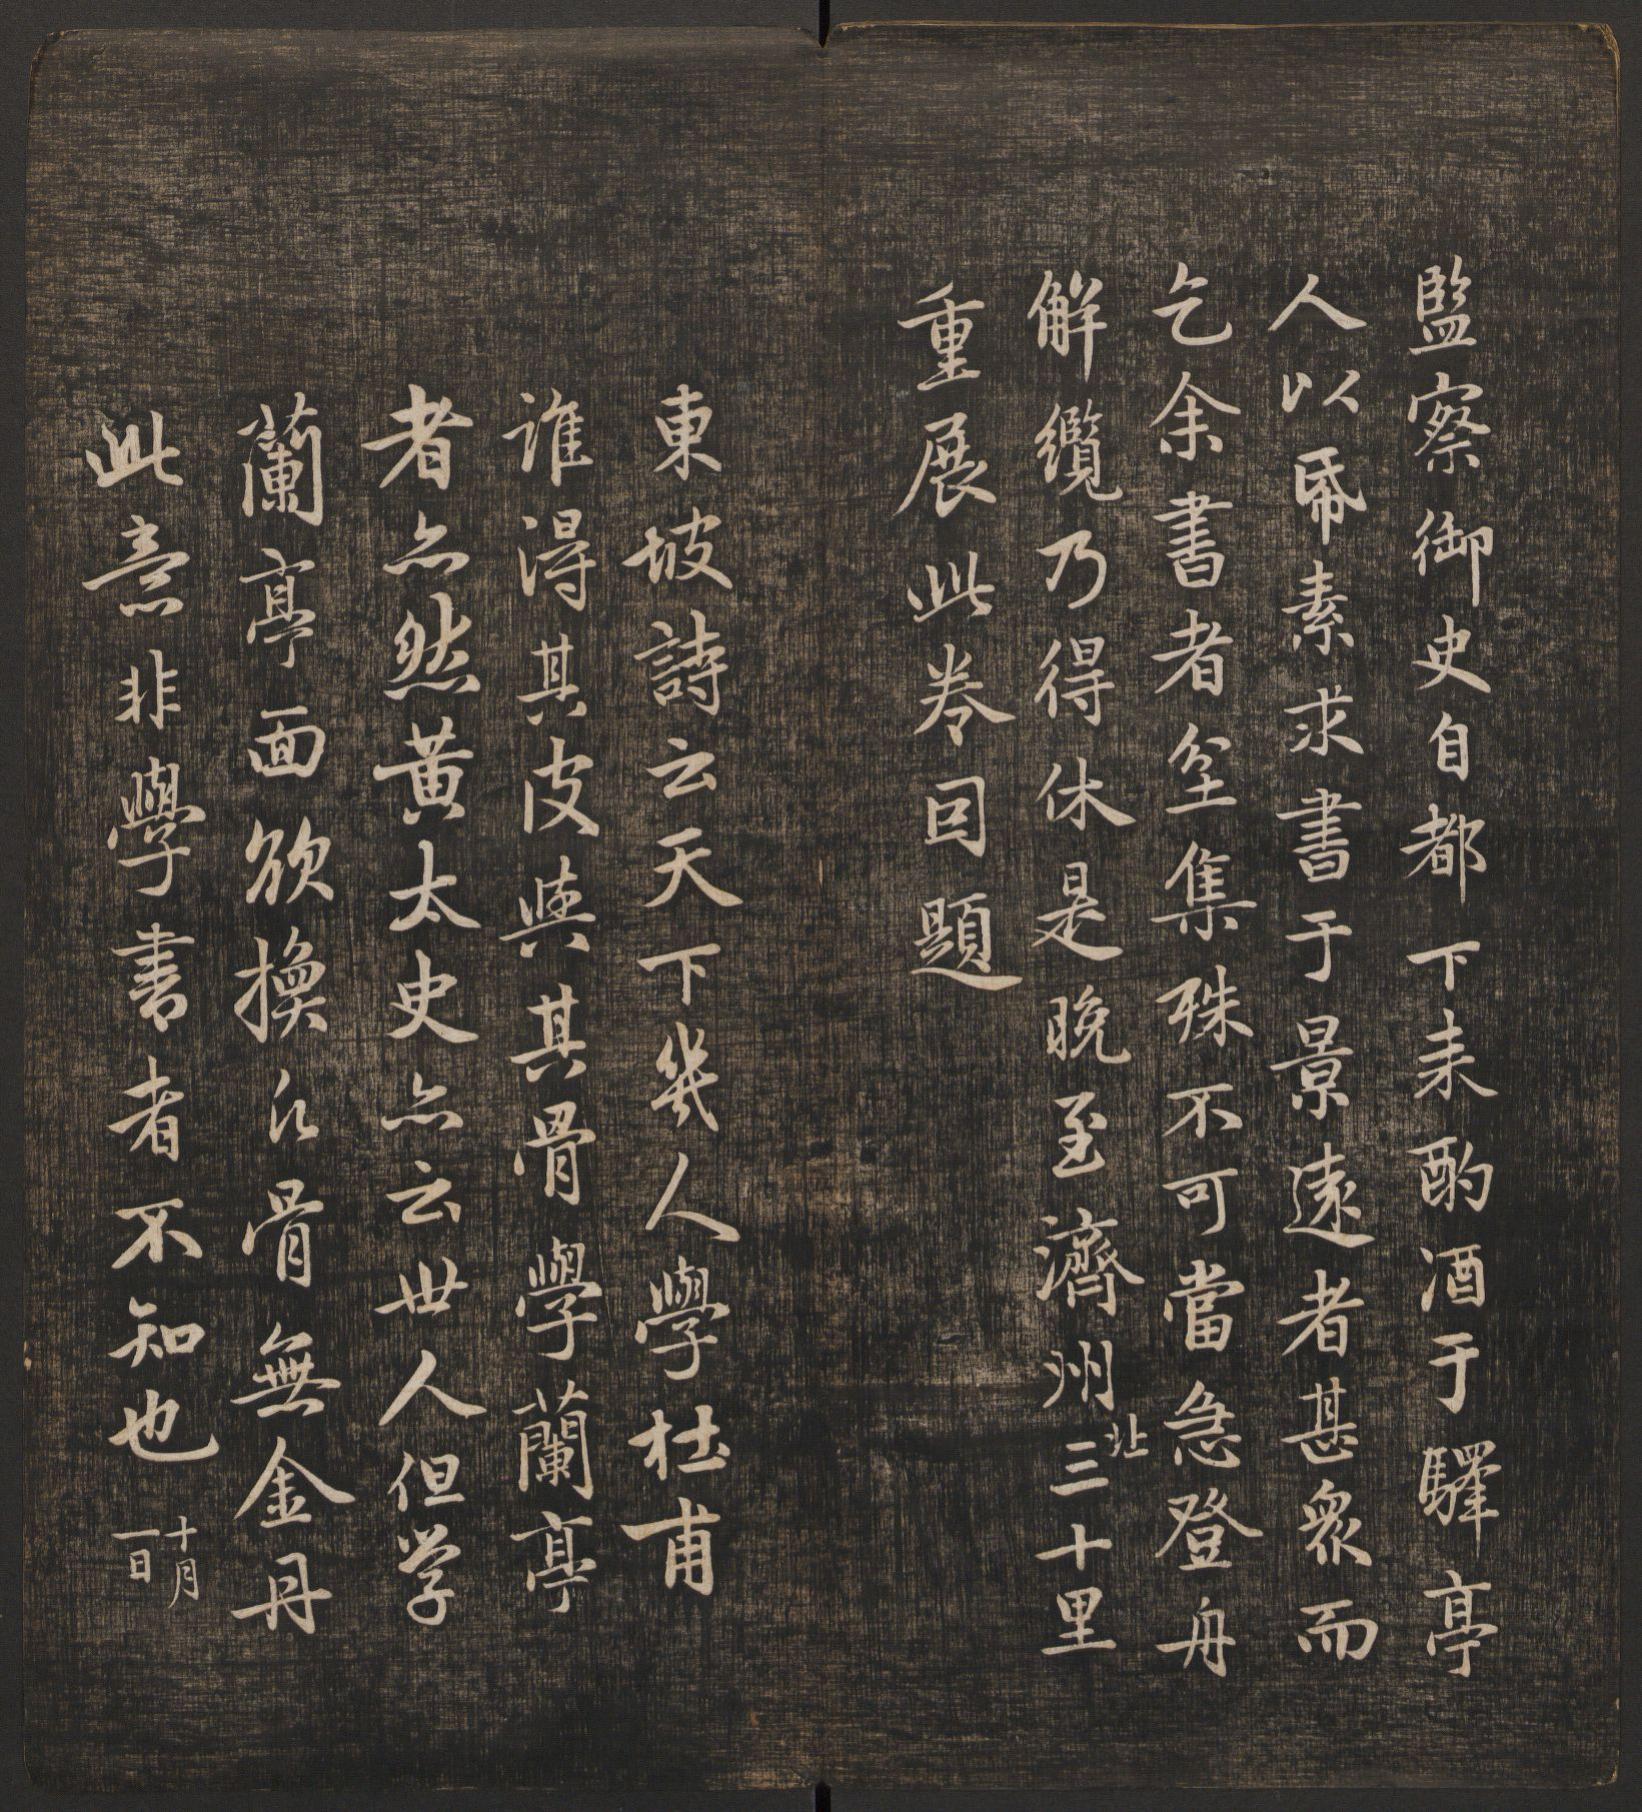 監察御史自都下来酌酒于驛亭
人以帋素求書于景遠者甚衆而
乞余書者坌集殊不可當急登舟
解纜乃得休是晚至濟州北三十里
重展此卷回題
東坡詩云天下幾人學杜甫
誰得其皮與其骨學蘭亭
者亦然黄太史亦云世人但学
蘭亭面欲換凡骨無金丹
此意非學書者不知也十月一日